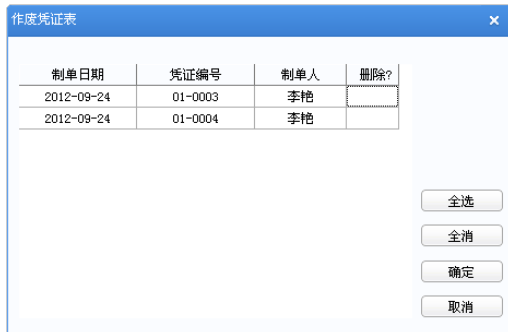 作废凭证表
制单日期 凭证编号 制单人 删除?
2012-09-24 01-0003 李艳
2012-09-24 01-0004 李艳
全选
全消
确定
取消